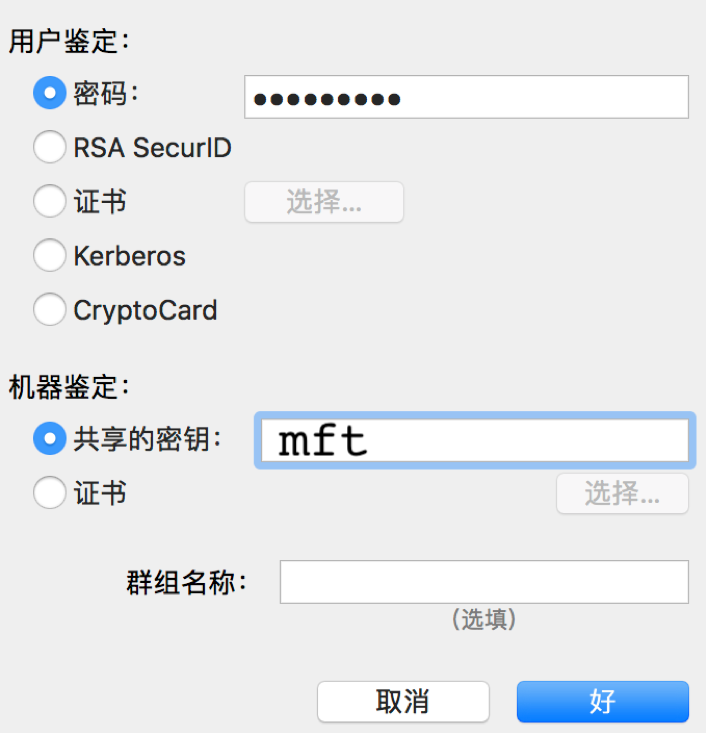 用户鉴定：
密码： •••••••••
RSA SecurID
证书 选择...
Kerberos
CryptoCard
机器鉴定：
共享的密钥： mft
证书 选择...
群组名称：
(选填)
取消 好